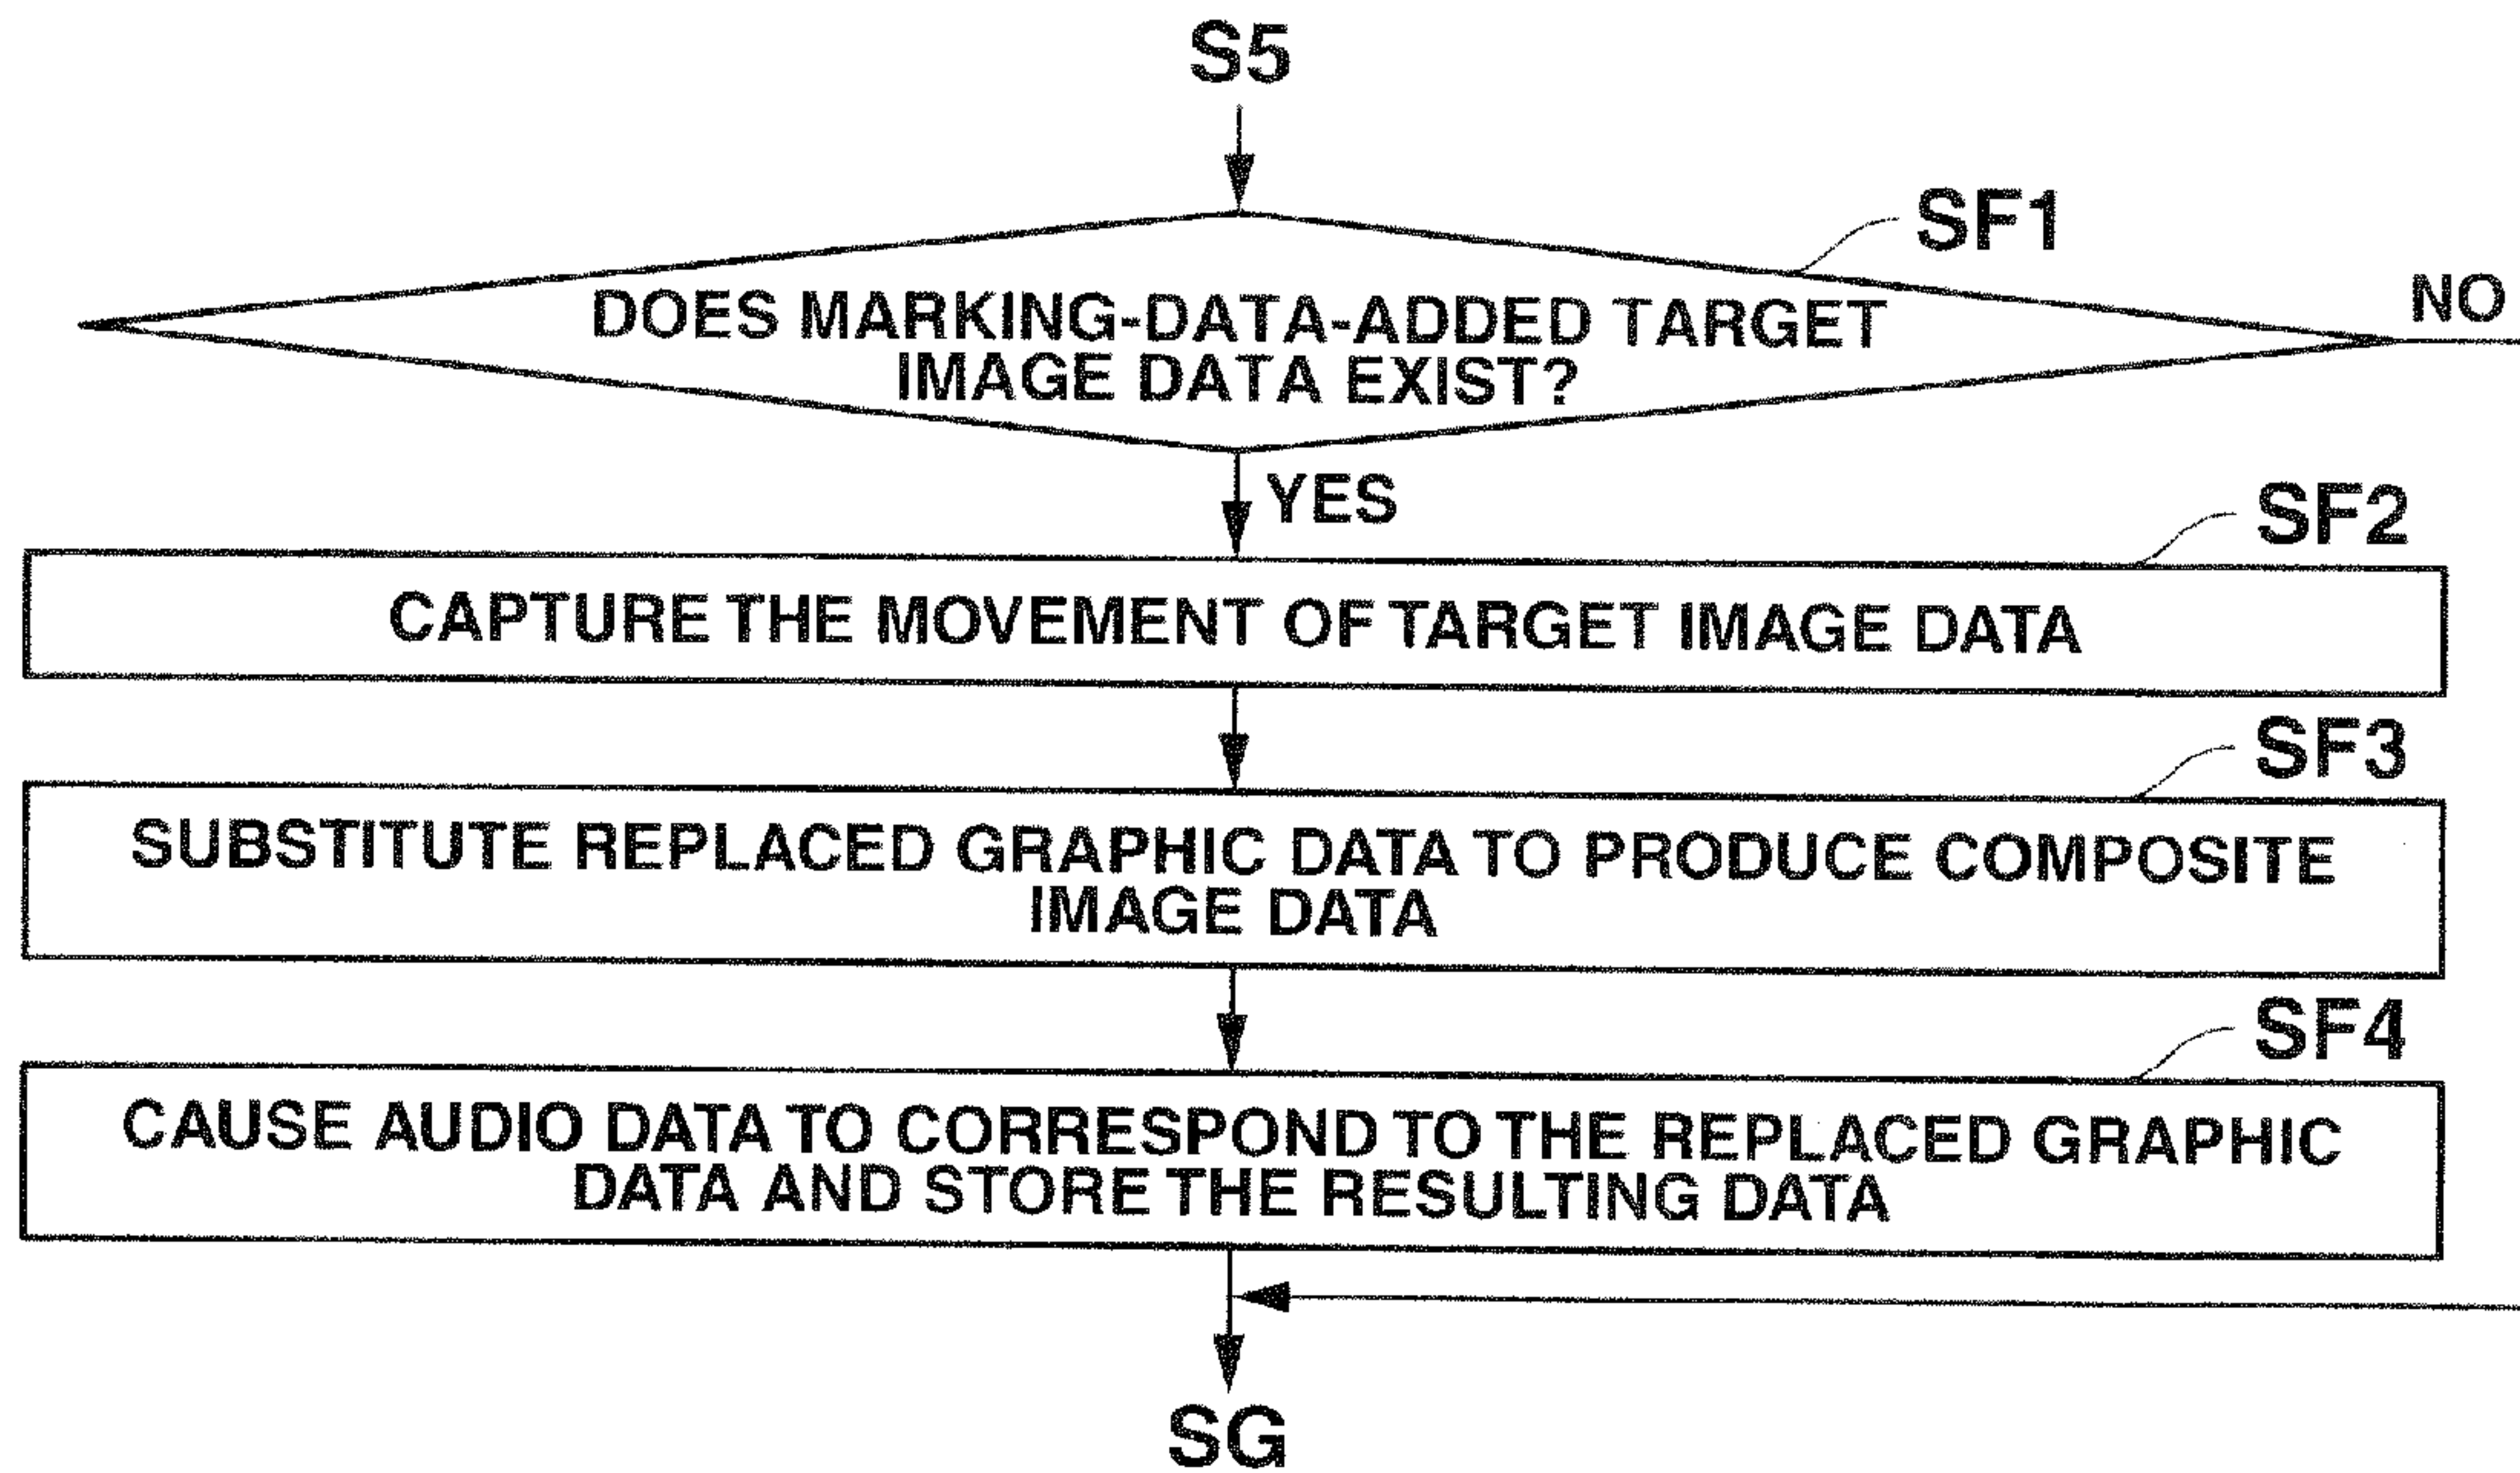 S5
SF1
DOES MARKING-DATA-ADDED TARGET
IMAGE DATA EXIST?
NO
YES
SF2
CAPTURE THE MOVEMENT OF TARGET IMAGE DATA
SF3
SUBSTITUTE REPLACED GRAPHIC DATA TO PRODUCE COMPOSITE
IMAGE DATA
SF4
CAUSE AUDIO DATA TO CORRESPOND TO THE REPLACED GRAPHIC
DATA AND STORE THE RESULTING DATA
SG